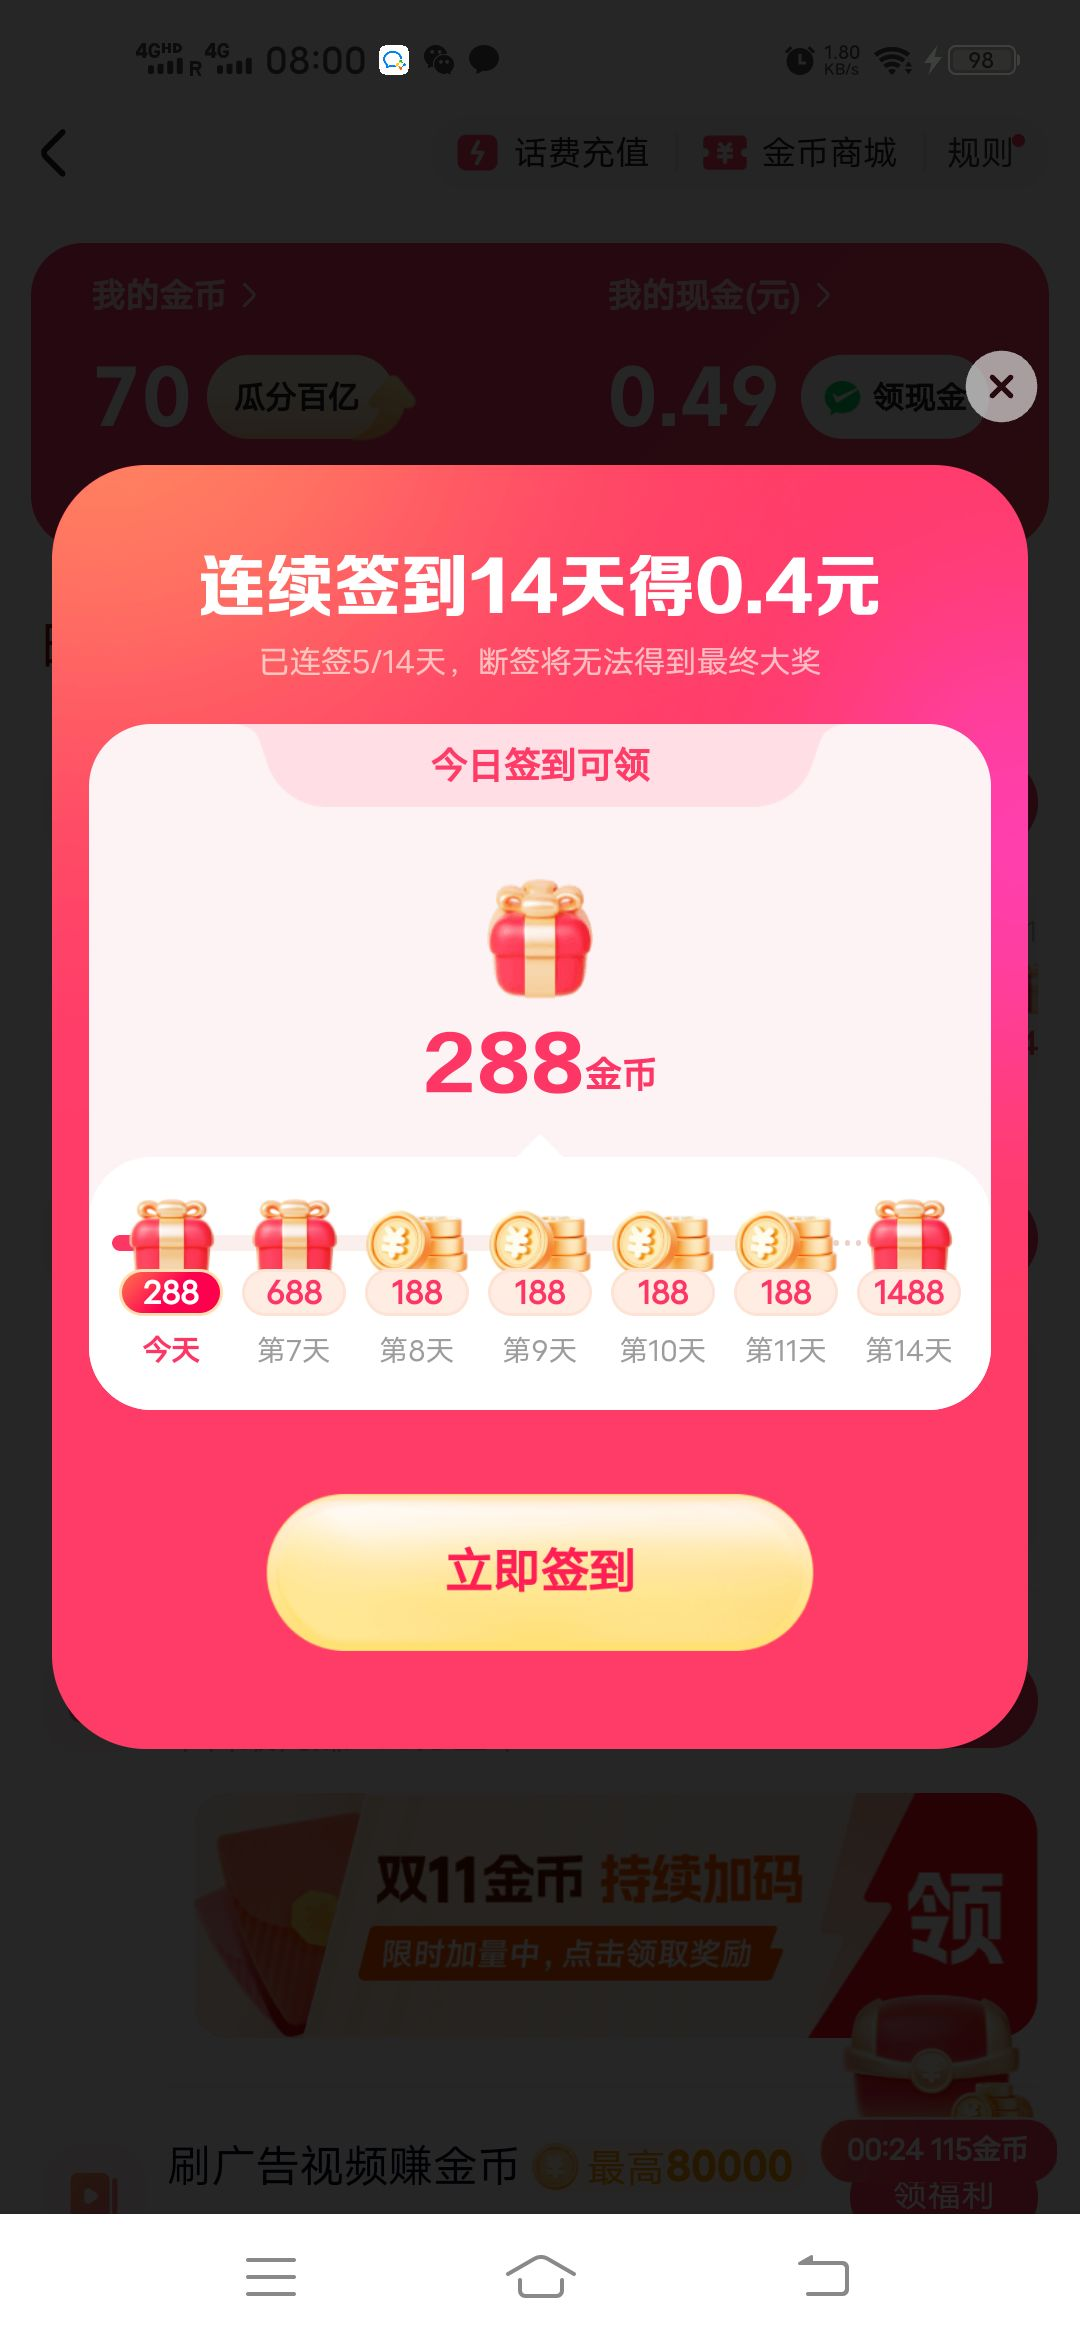 4GHD R 4G 08:00 1.80 KB/s 98
话费充值 金币商城 规则
我的金币 我的现金(元)
70 瓜分百亿 0.49 领现金
连续签到14天得0.4元
已连签5/14天，断签将无法得到最终大奖
今日签到可领
288金币
288 688 188 188 188 188 1488
今天 第7天 第8天 第9天 第10天 第11天 第14天
立即签到
双11金币 持续加码
限时加量中，点击领取奖励
领
刷广告视频赚金币 最高80000
00:24 115金币
领福利